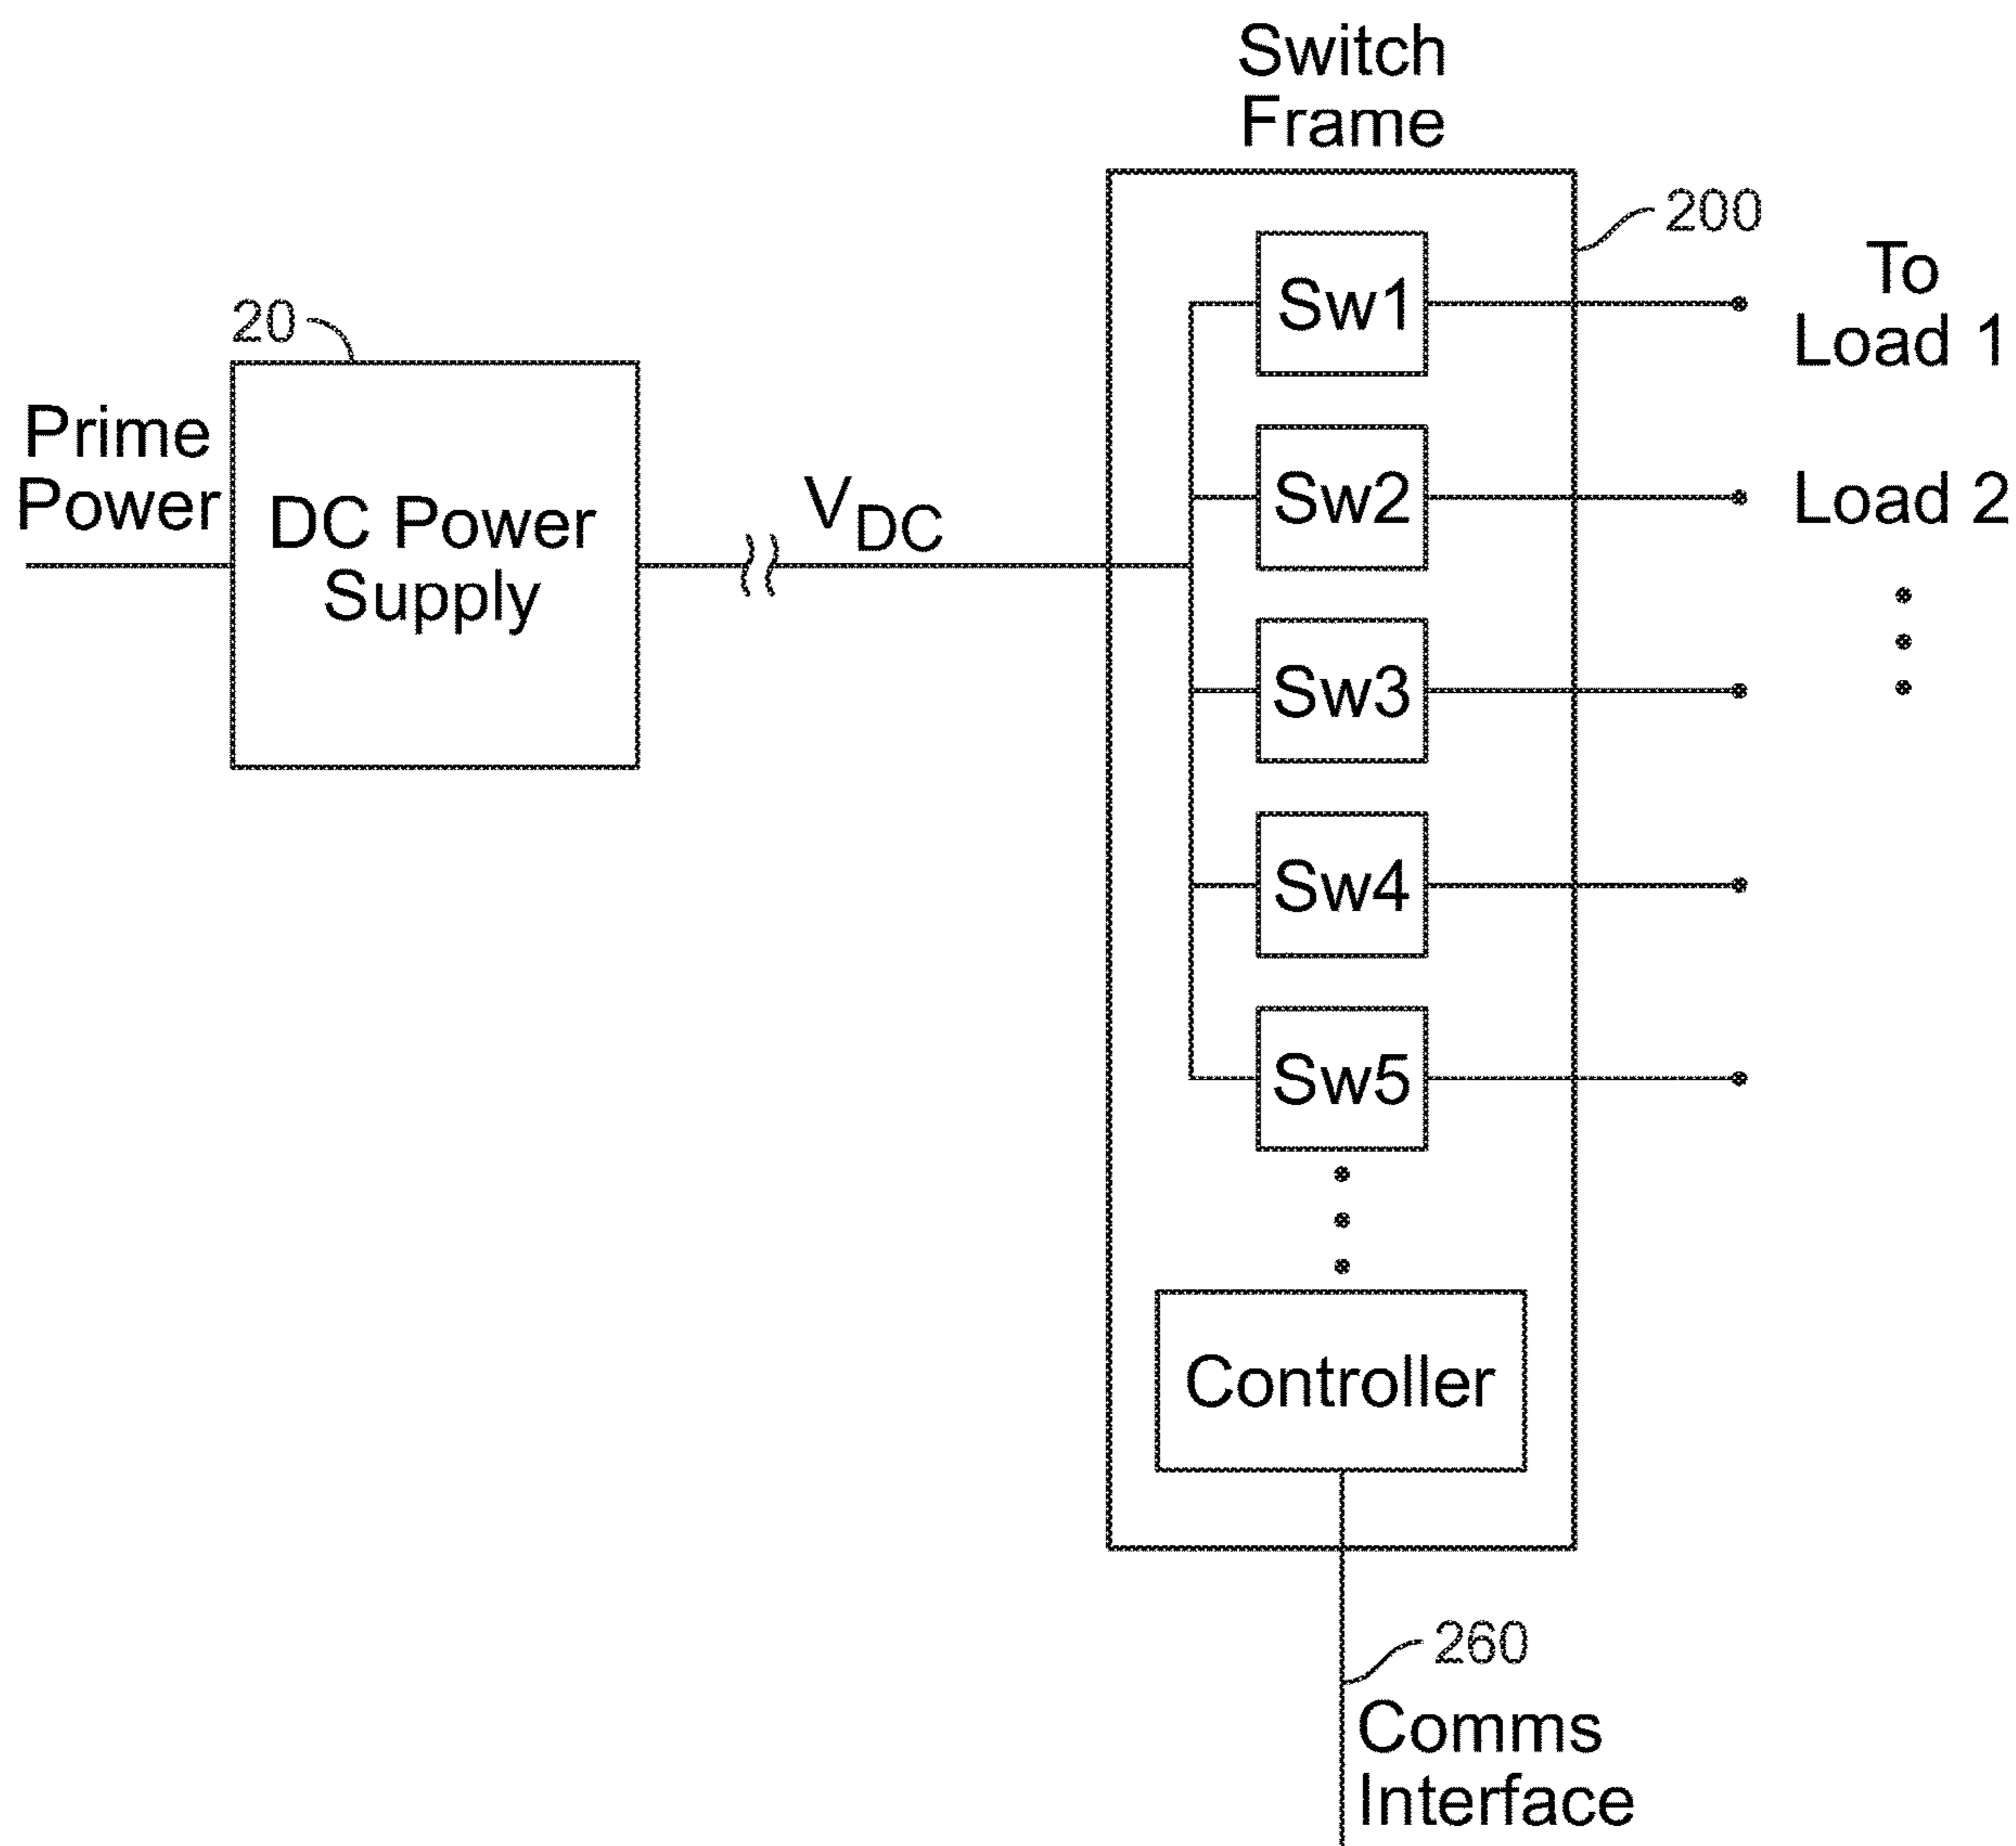 Switch
Frame
200
To
Load 1
20
Prime
Power
DC Power
Supply
VDC
Sw1
Sw2
Load 2
Sw3
Sw4
Sw5
Controller
260
Comms
Interface